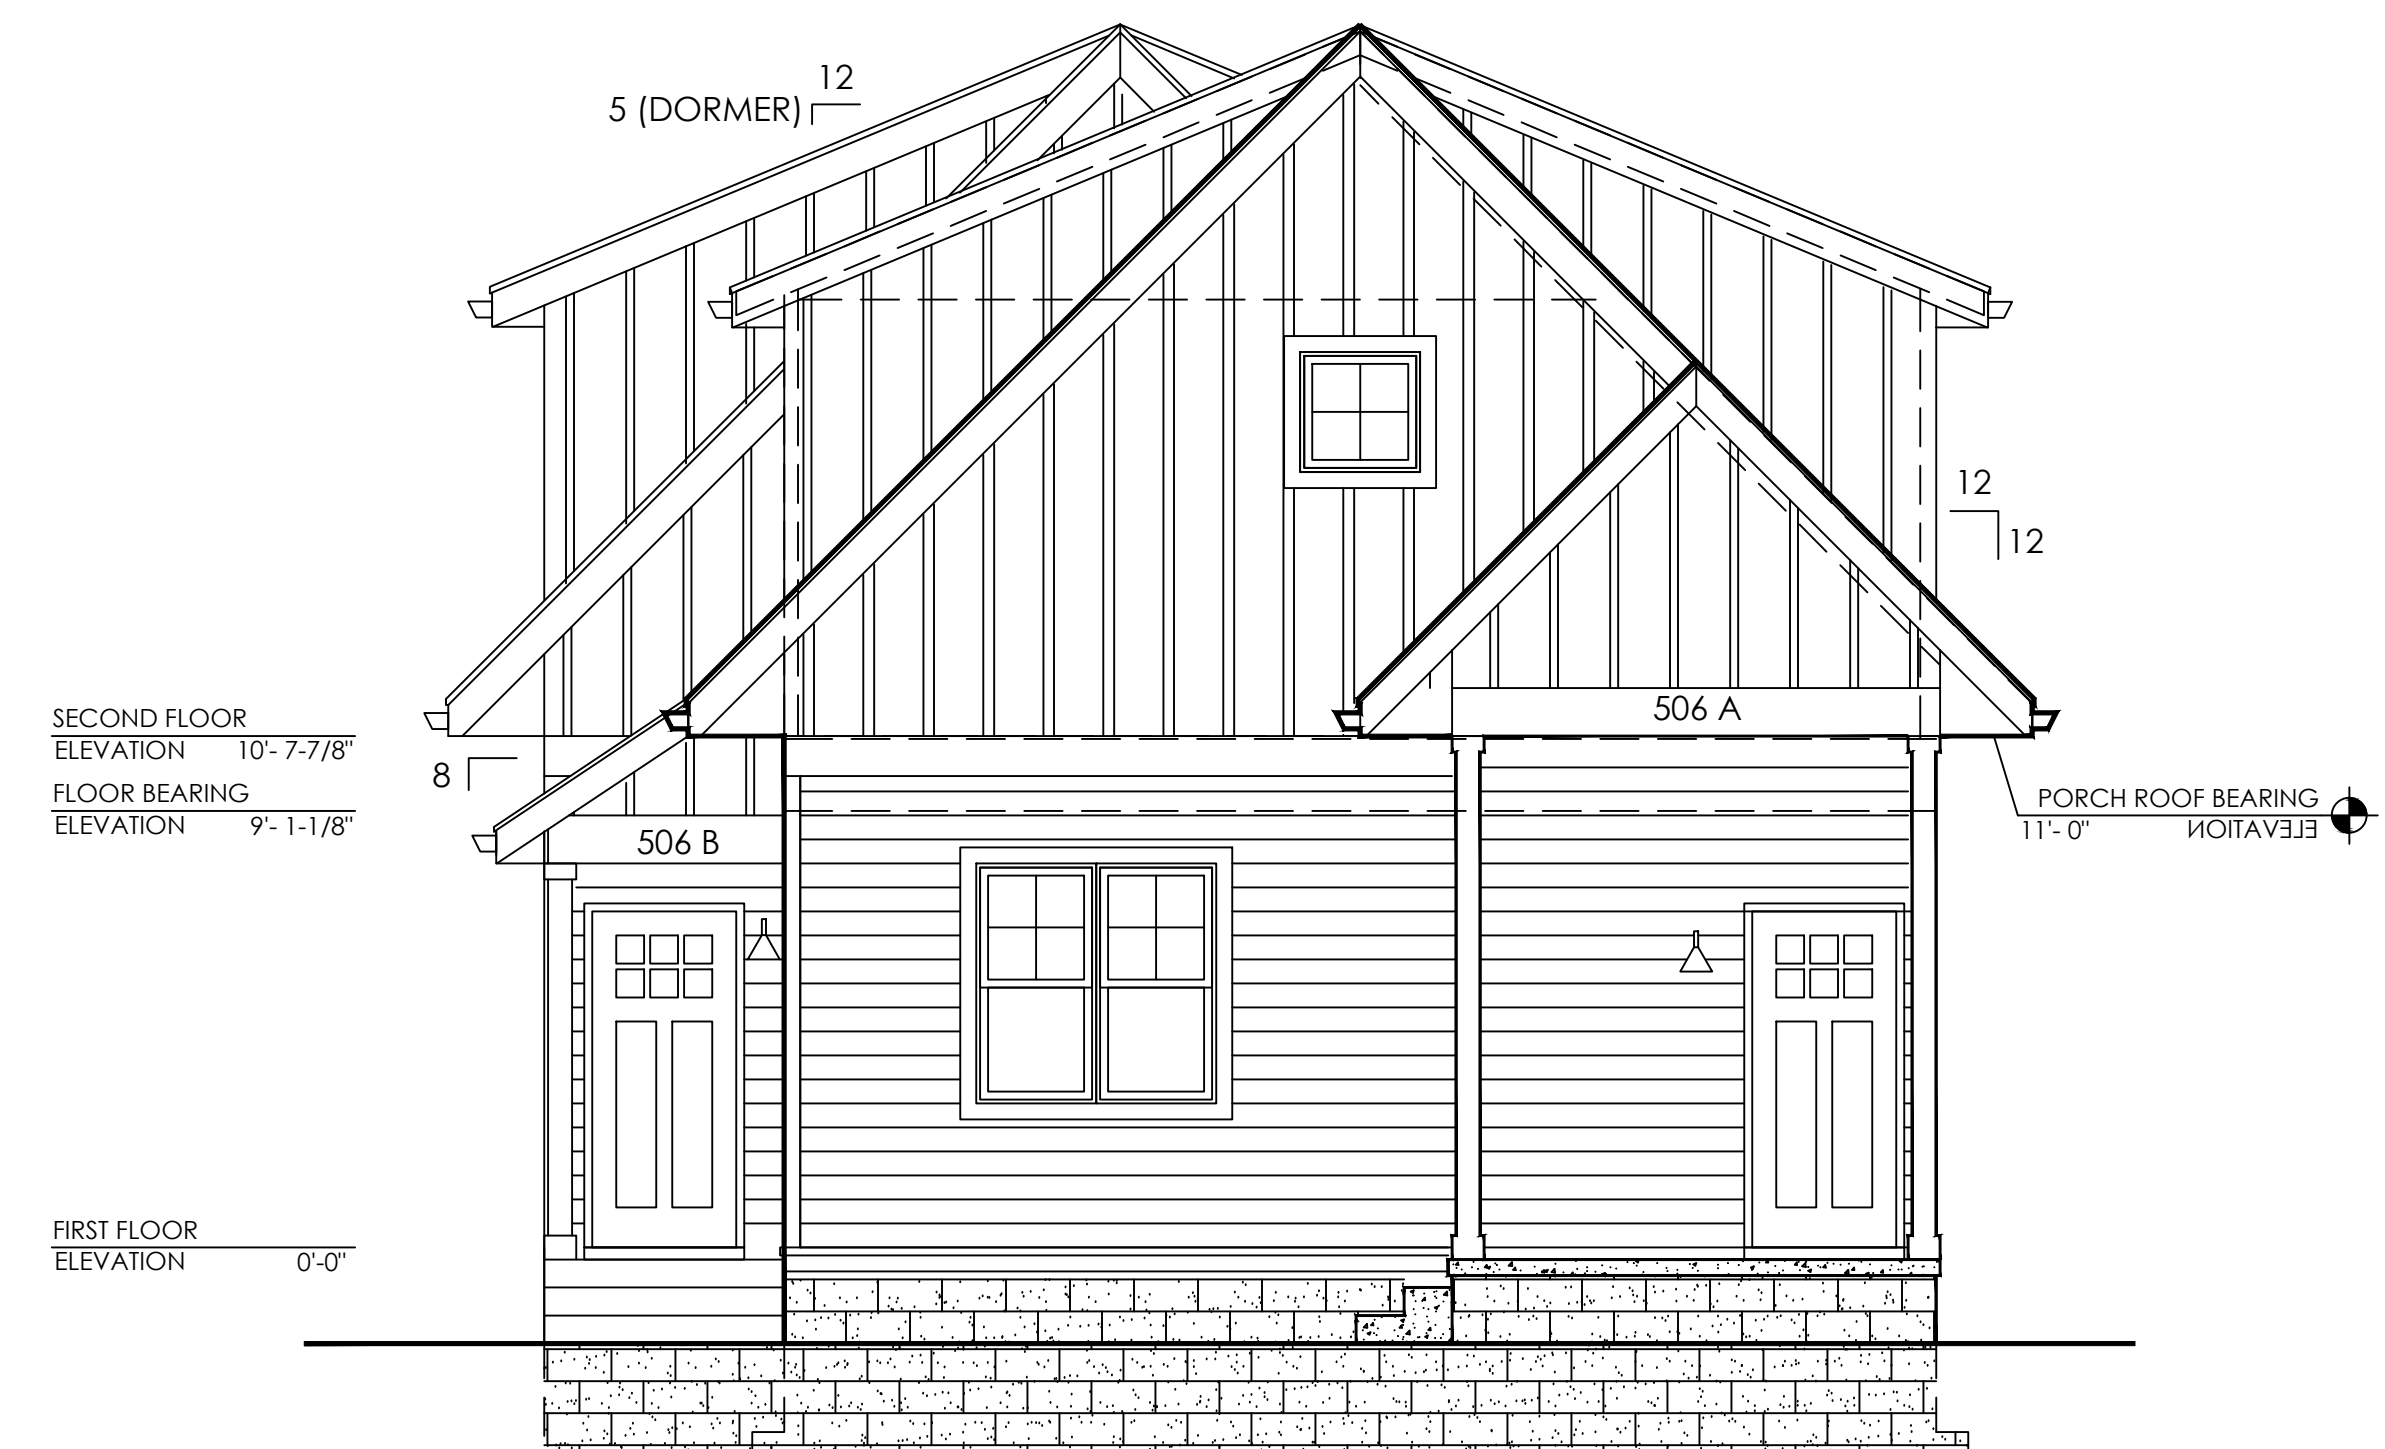 12
5 (DORMER)
12
12
506 A
SECOND FLOOR
ELEVATION 10'- 7-7/8"
8
FLOOR BEARING
ELEVATION 9'- 1-1/8"
506 B
PORCH ROOF BEARING
11'- 0" ELEVATION
FIRST FLOOR
ELEVATION 0'-0"